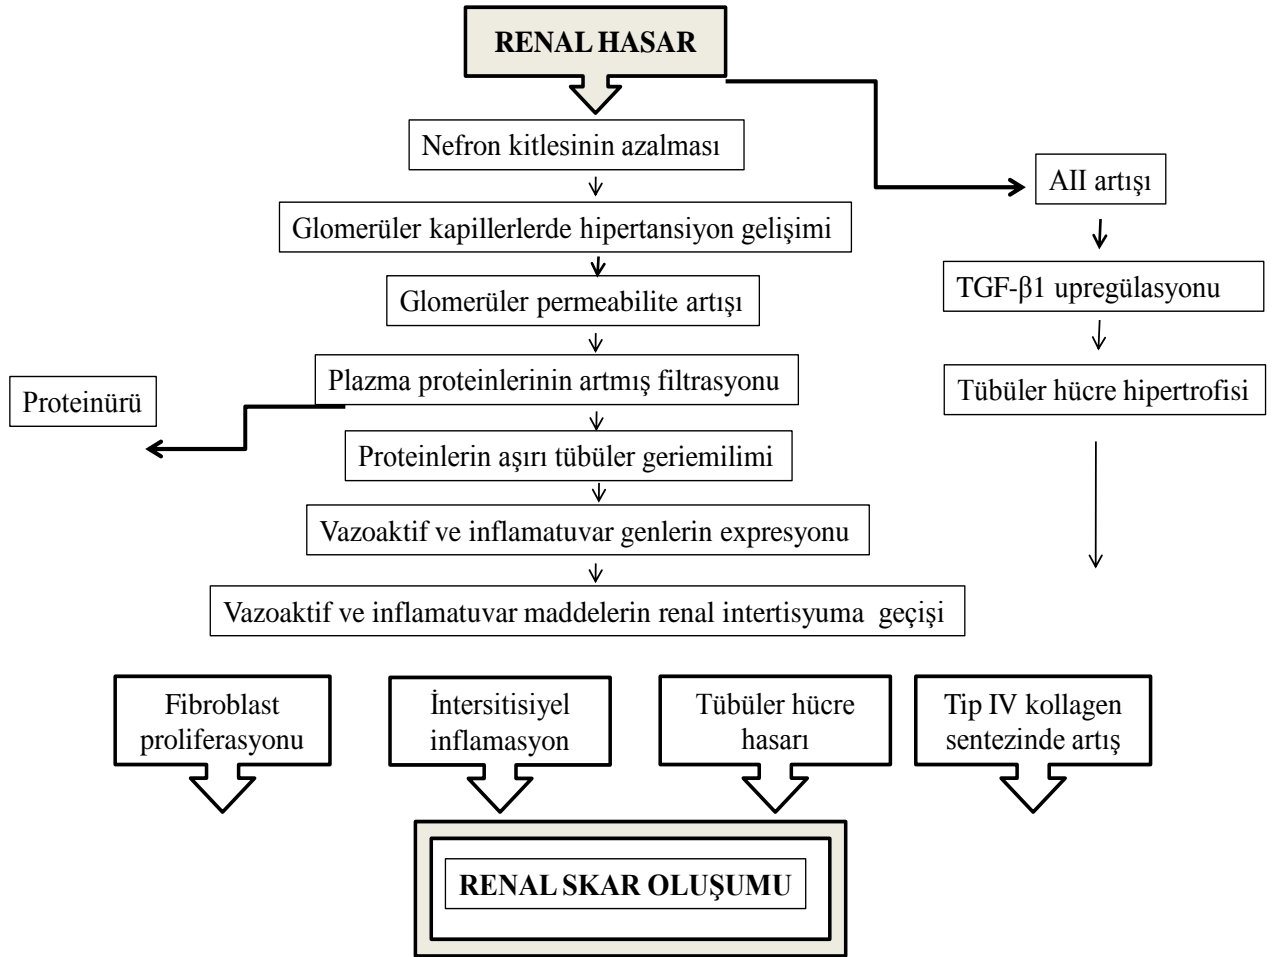 RENAL HASAR
Nefron kitlesinin azalması
AII artışı
Glomerüler kapillerlerde hipertansiyon gelişimi
TGF-β1 upregülasyonu
Glomerüler permeabilite artışı
Plazma proteinlerinin artmış filtrasyonu
Tübüler hücre hipertrofisi
Proteinürü
Proteinlerin aşırı tübüler geriemilimi
Vazoaktif ve inflamatuvar genlerin expresyonu
Vazoaktif ve inflamatuvar maddelerin renal intertisyuma geçişi
Fibroblast
proliferasyonu
İntersitisiyel
inflamasyon
Tübüler hücre
hasarı
Tip IV kollagen
sentezinde artış
RENAL SKAR OLUŞUMU